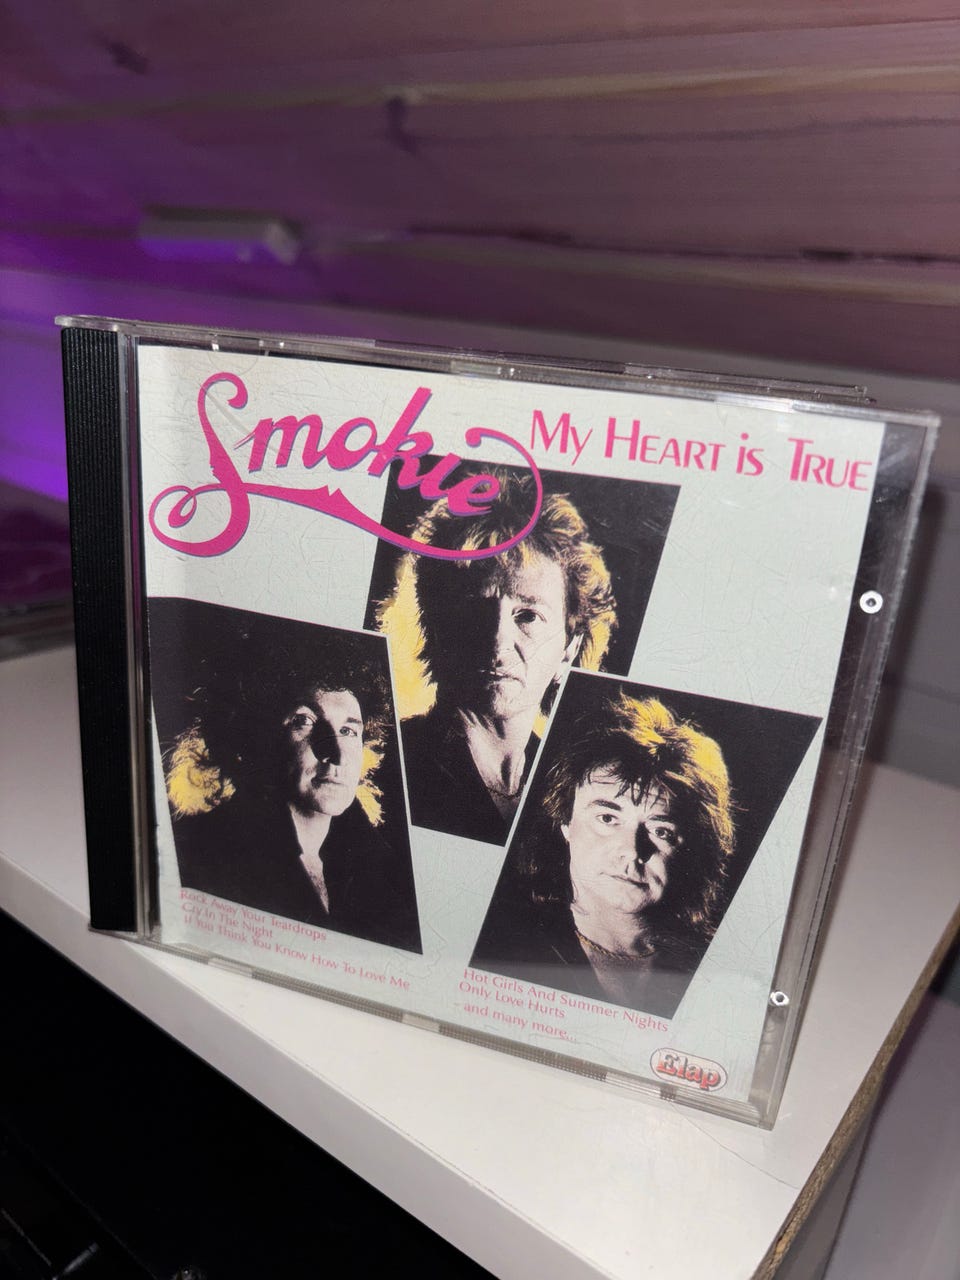 Smokie
My Heart is True
Rock Away Your Teardrops
Cry In The Night
If You Think You Know How To Love Me
Hot Girls And Summer Nights
Only Love Hurts
- and many more...
Elap